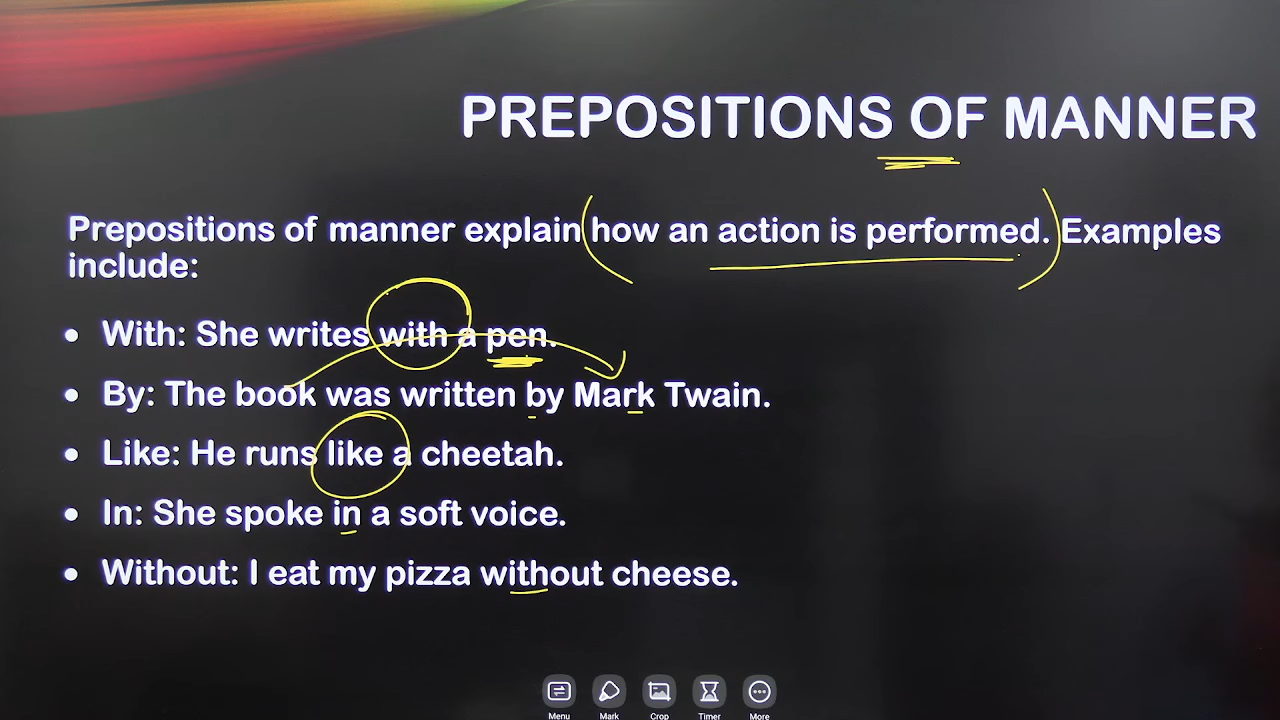 PREPOSITIONS OF MANNER
Prepositions of manner explain how an action is performed. Examples
include:
• With: She writes with a pen.
• By: The book was written by Mark Twain.
• Like: He runs like a cheetah.
• In: She spoke in a soft voice.
• Without: I eat my pizza without cheese.
Menu Mark Crop Timer More